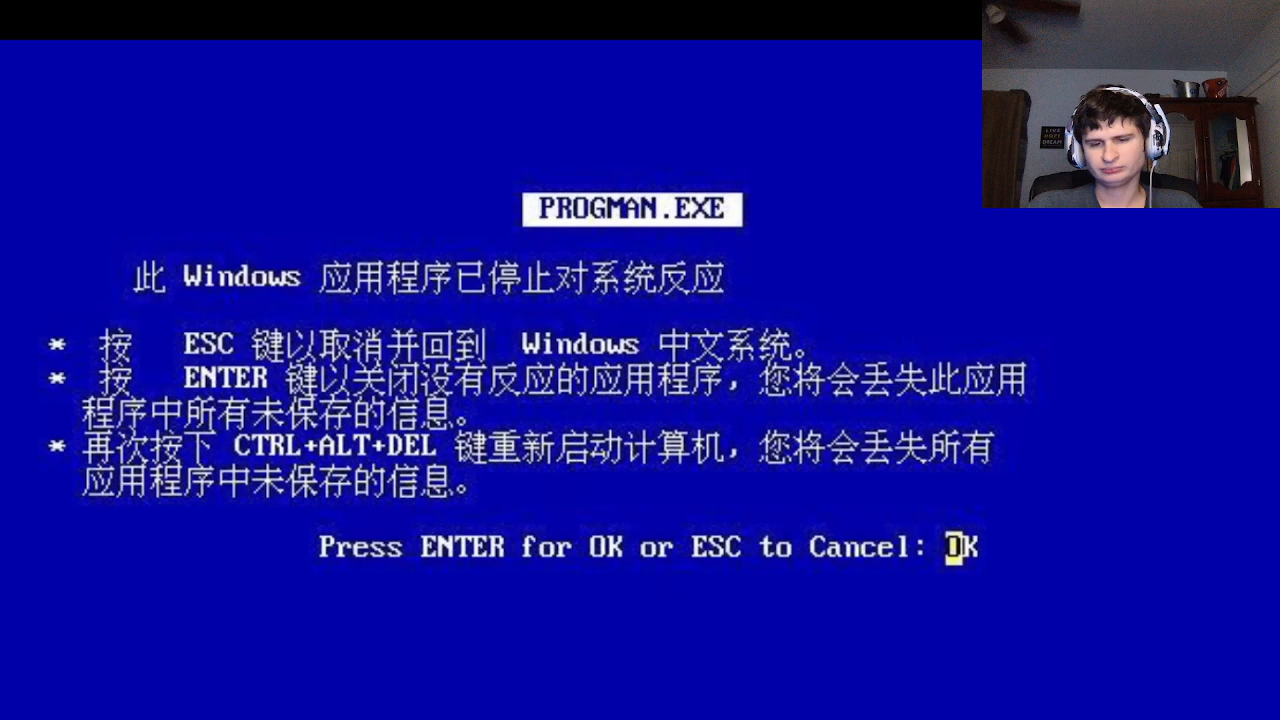 PROGMAN.EXE
此 Windows 应用程序已停止对系统反应
* 按 ESC 键以取消并回到 Windows 中文系统。
* 按 ENTER 键以关闭没有反应的应用程序，您将会丢失此应用
程序中所有未保存的信息。
* 再次按下 CTRL+ALT+DEL 键重新启动计算机，您将会丢失所有
应用程序中未保存的信息。
Press ENTER for OK or ESC to Cancel: OK
LIVE
HOPE
DREAM